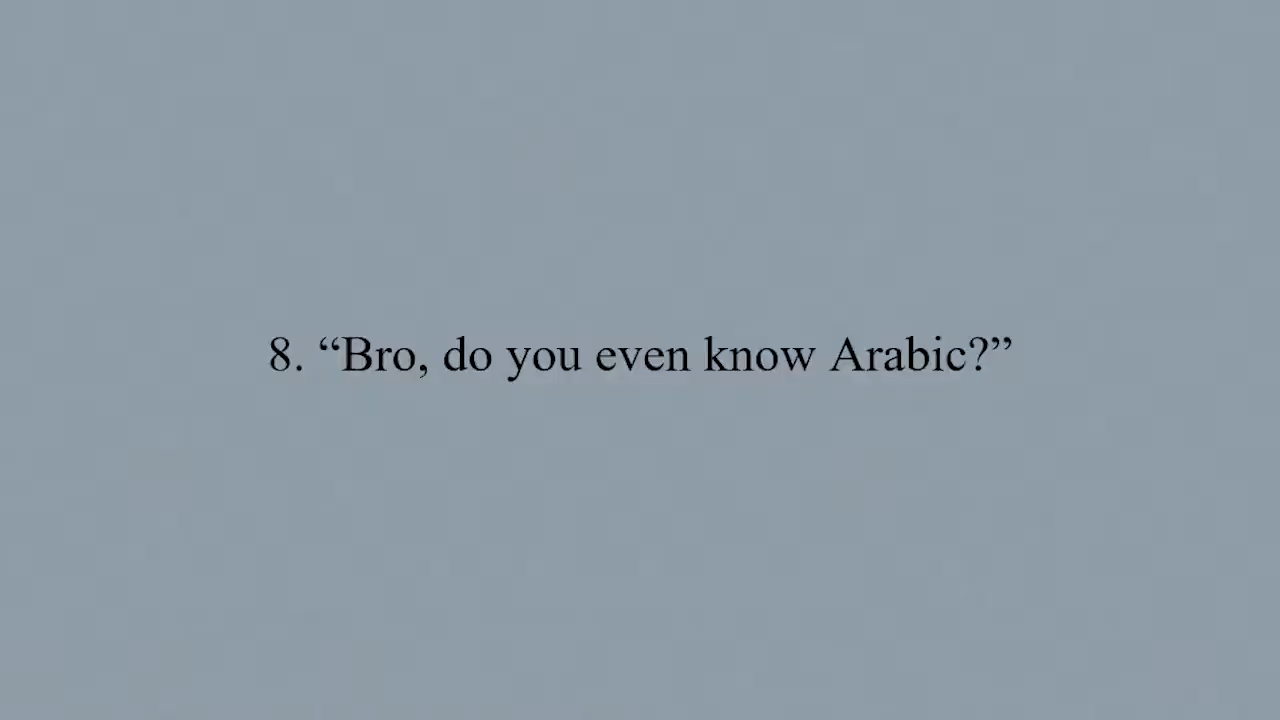 8. “Bro, do you even know Arabic?”